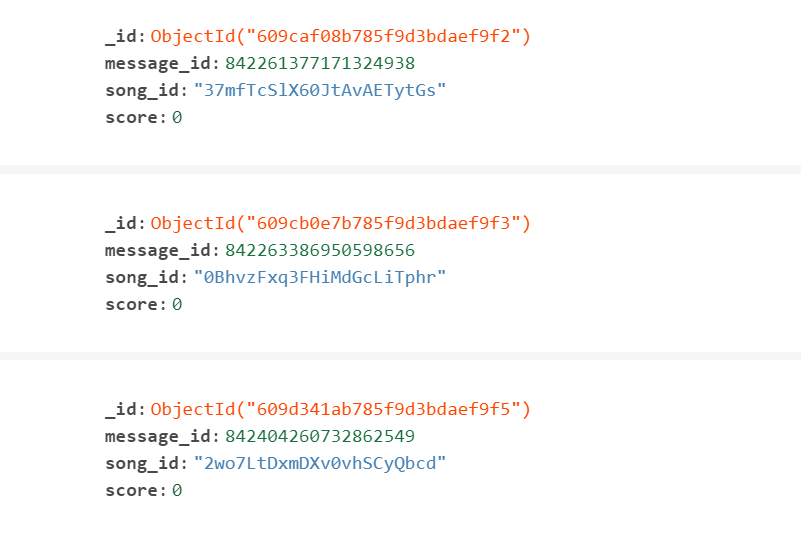 _id: ObjectId("609caf08b785f9d3bdaef9f2")
message_id: 842261377171324938
song_id: "37mfTcSlX60JtAvAETytGs"
score: 0
_id: ObjectId("609cb0e7b785f9d3bdaef9f3")
message_id: 842263386950598656
song_id: "0BhvzFxq3FHiMdGcLiTphr"
score: 0
_id: ObjectId("609d341ab785f9d3bdaef9f5")
message_id: 842404260732862549
song_id: "2wo7LtDxmDXv0vhSCyQbcd"
score: 0